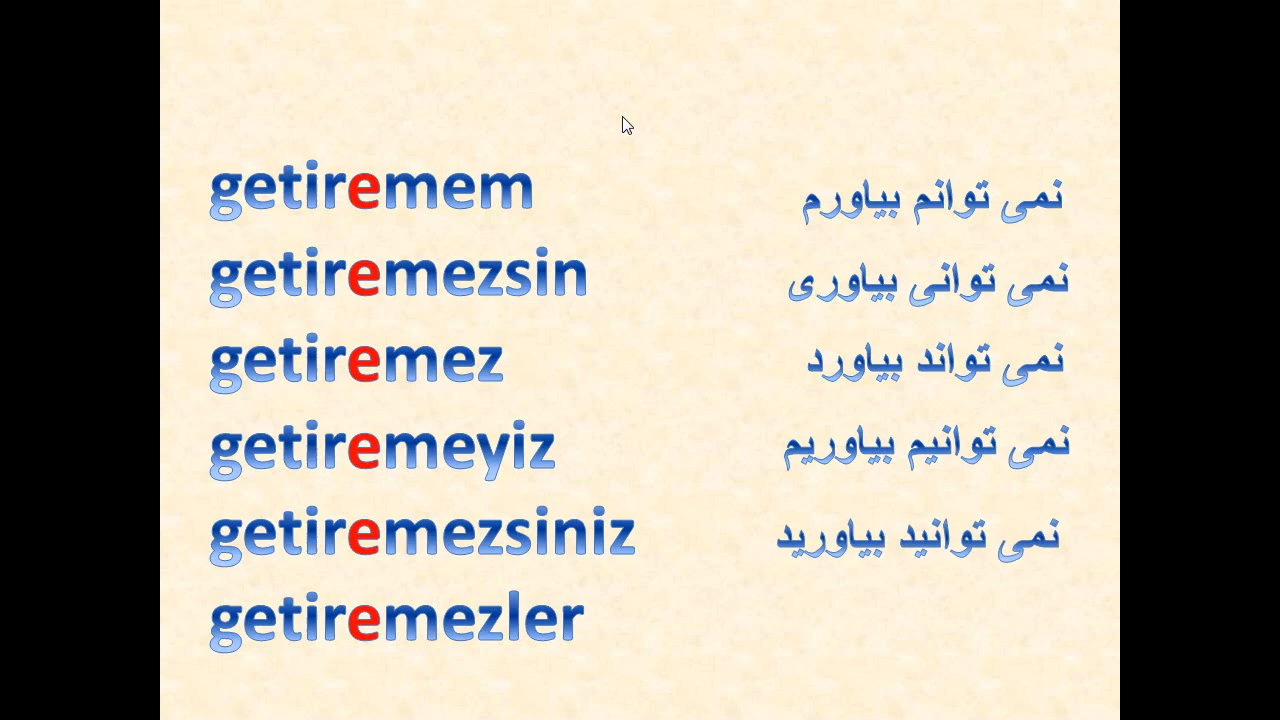 getiremem نمی توانم بیاورم
getiremezsin نمی توانی بیاوری
getiremez نمی تواند بیاورد
getiremeyiz نمی توانیم بیاوریم
getiremezsiniz نمی توانید بیاورید
getiremezler